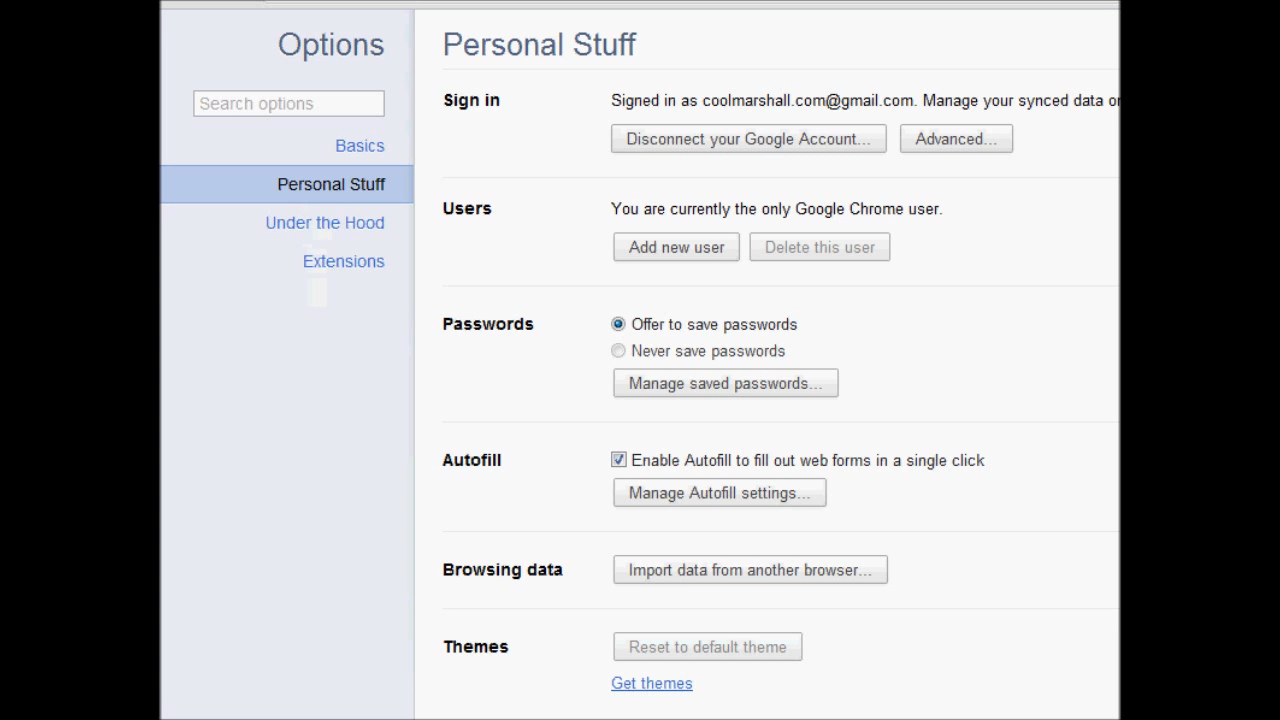 Options
Search options
Basics
Personal Stuff
Under the Hood
Extensions
Personal Stuff
Sign in
Signed in as coolmarshall.com@gmail.com. Manage your synced data
Disconnect your Google Account... Advanced...
Users
You are currently the only Google Chrome user.
Add new user Delete this user
Passwords
Offer to save passwords
Never save passwords
Manage saved passwords...
Autofill
Enable Autofill to fill out web forms in a single click
Manage Autofill settings...
Browsing data
Import data from another browser...
Themes
Reset to default theme
Get themes